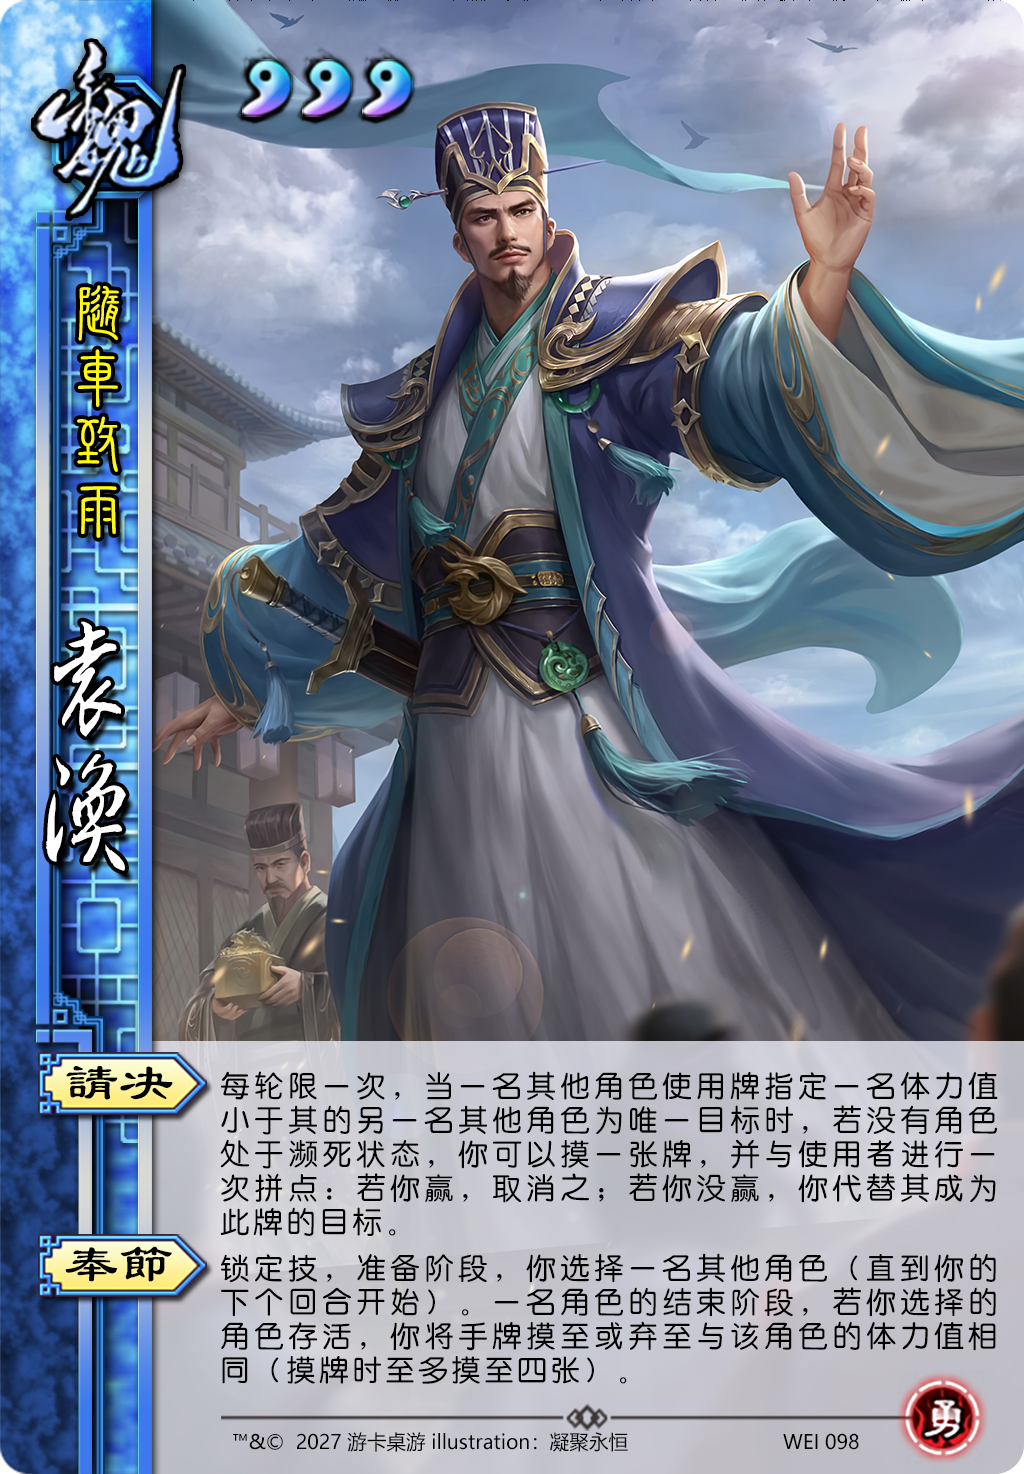 魏
999
隨車致雨
袁渙
請决
每轮限一次，当一名其他角色使用牌指定一名体力值
小于其的另一名其他角色为唯一目标时，若没有角色
处于濒死状态，你可以摸一张牌，并与使用者进行一
次拼点：若你赢，取消之；若你没赢，你代替其成为
此牌的目标。
奉節
锁定技，准备阶段，你选择一名其他角色（直到你的
下个回合开始）。一名角色的结束阶段，若你选择的
角色存活，你将手牌摸至或弃至与该角色的体力值相
同（摸牌时至多摸至四张）。
勇
™&© 2027 游卡桌游 illustration：凝聚永恒
WEI 098